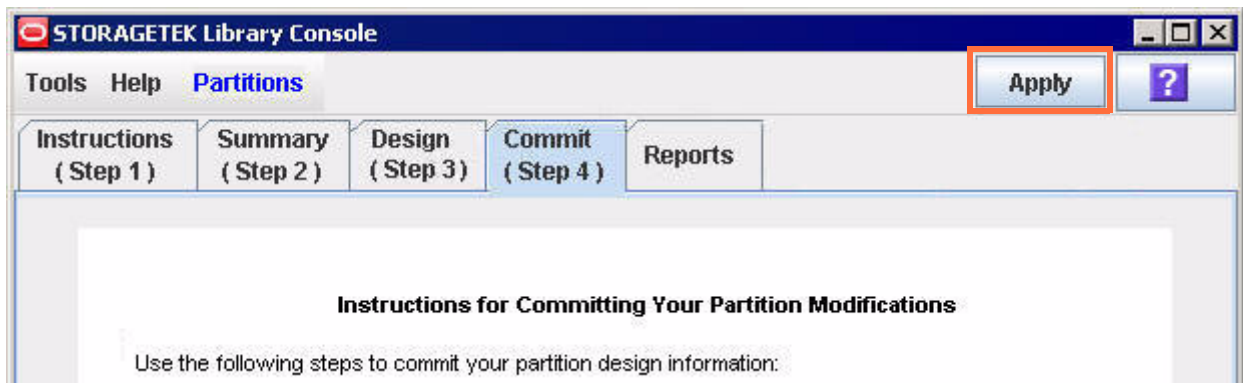 STORAGETEK Library Console
Tools Help Partitions Apply ?
Instructions Summary Design Commit Reports
( Step 1 ) ( Step 2 ) ( Step 3 ) ( Step 4 )
Instructions for Committing Your Partition Modifications
Use the following steps to commit your partition design information: